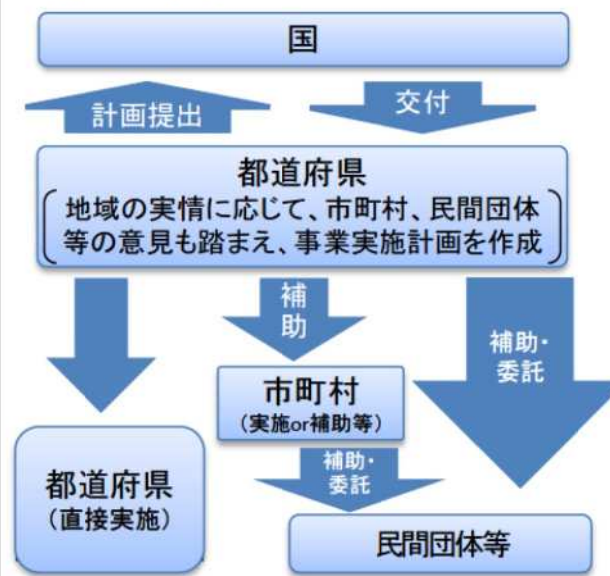 国
計画提出
交付
都道府県
地域の実情に応じて、市町村、民間団体
等の意見も踏まえ、事業実施計画を作成
補
助
補助・
委託
市町村
(実施or補助等)
補助・
委託
都道府県
(直接実施)
民間団体等